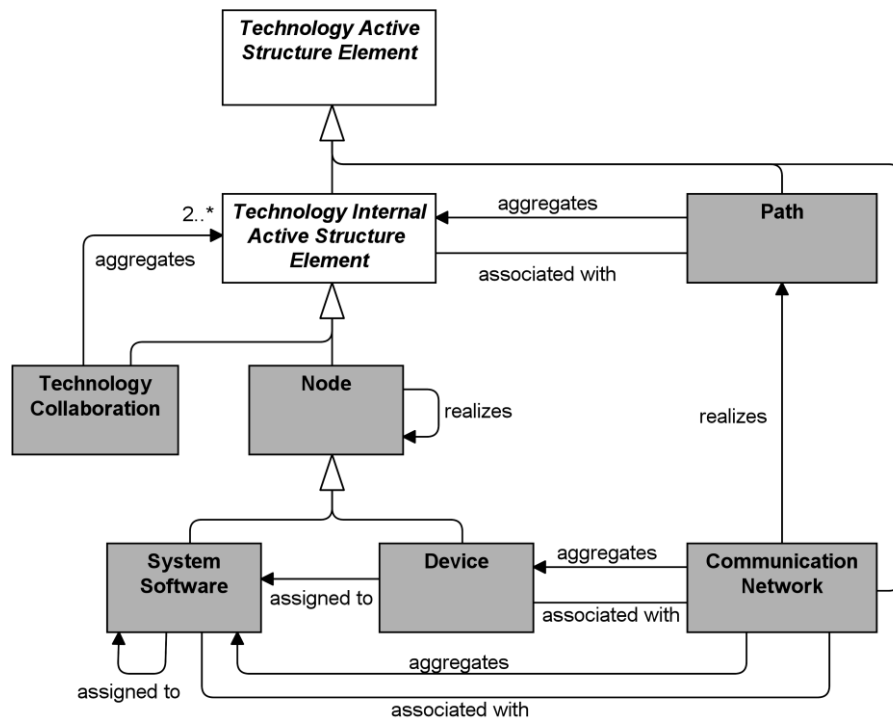 Technology Active
Structure Element
2..*
Technology Internal
Active Structure
Element
aggregates
Path
aggregates
associated with
Technology
Collaboration
Node
realizes
realizes
System
Software
Device
aggregates
Communication
Network
assigned to
associated with
assigned to
aggregates
associated with